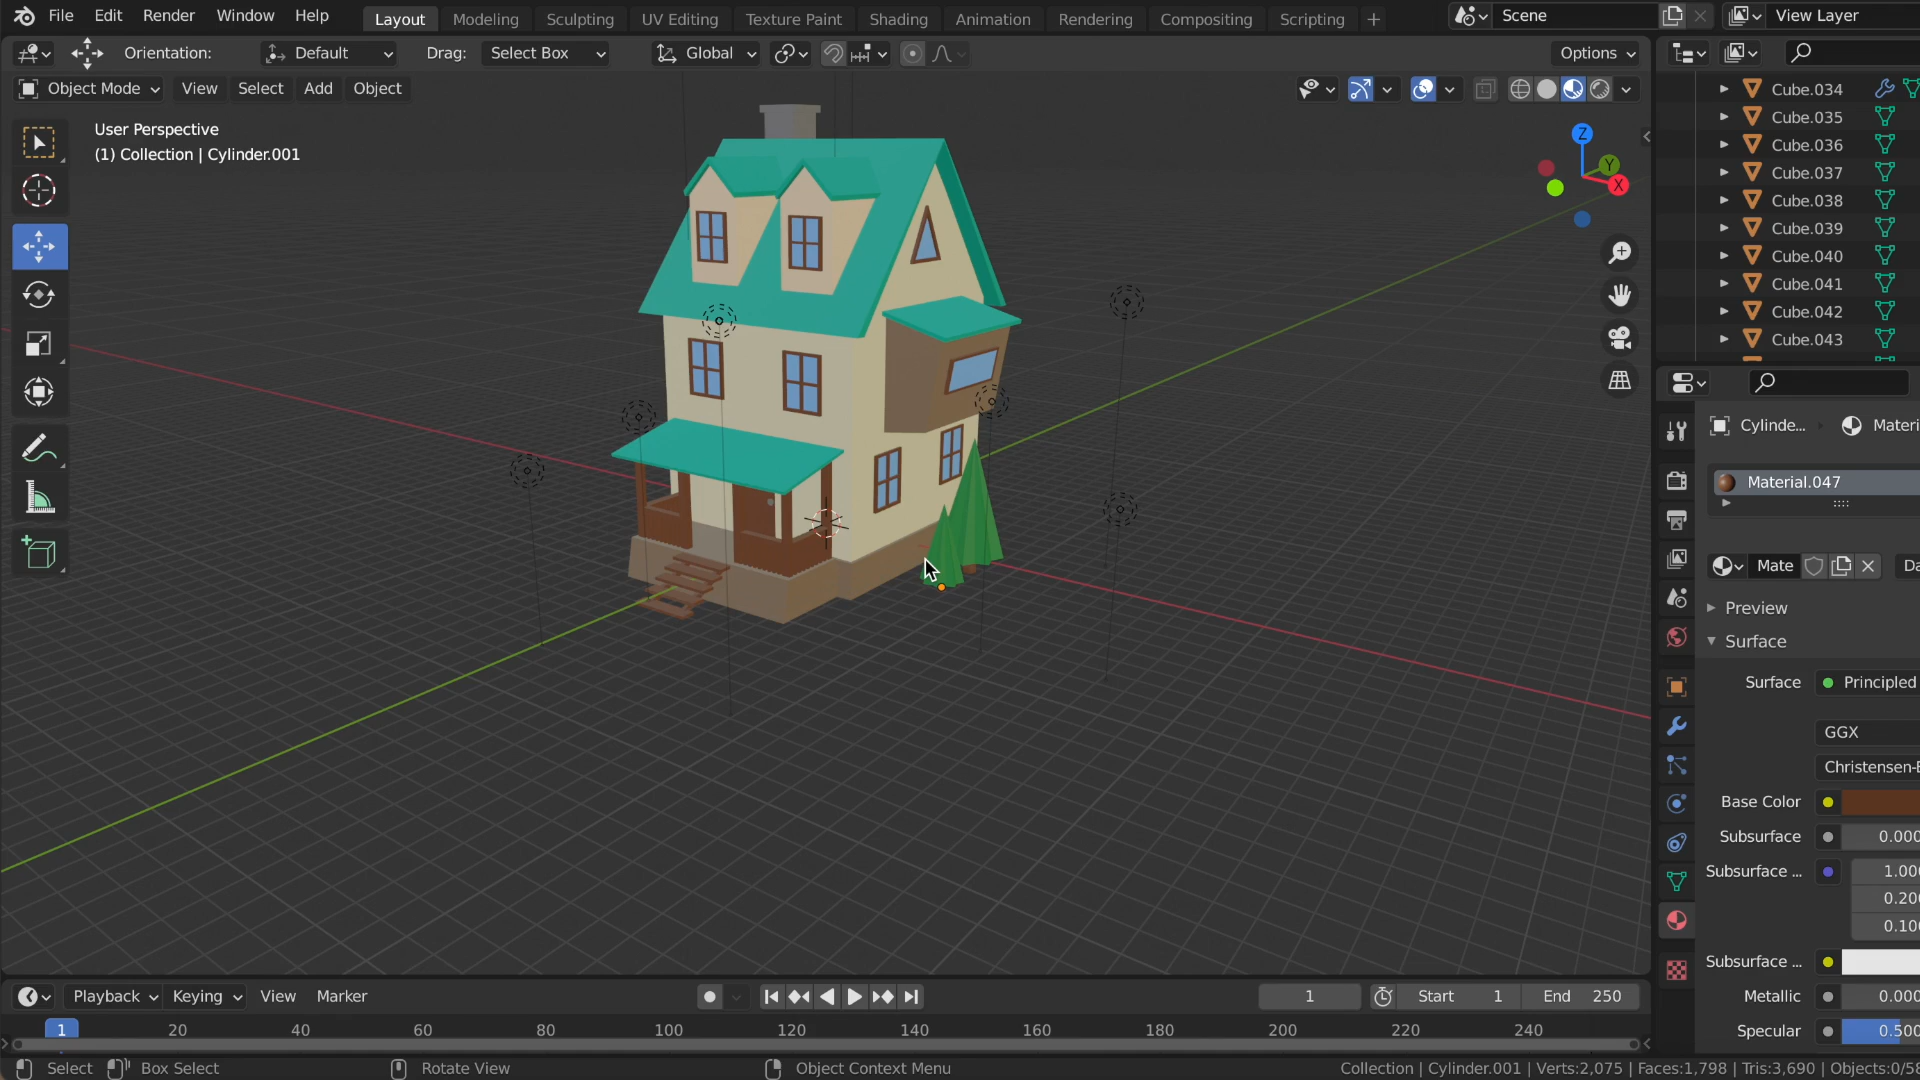 File Edit Render Window Help Layout Modeling Sculpting UV Editing Texture Paint Shading Animation Rendering Compositing Scripting + Scene View Layer
Orientation: Default Drag: Select Box Global Options
Object Mode View Select Add Object
User Perspective
(1) Collection | Cylinder.001
Z
Y
X
Cube.034
Cube.035
Cube.036
Cube.037
Cube.038
Cube.039
Cube.040
Cube.041
Cube.042
Cube.043
Cylinde... Materi
Material.047
Mate Da
Preview
Surface
Surface Principled
GGX
Christensen-B
Base Color
Subsurface 0.000
Subsurface ... 1.000
0.200
0.100
Subsurface ...
Metallic 0.000
Specular 0.500
Playback Keying View Marker 1 Start 1 End 250
1 20 40 60 80 100 120 140 160 180 200 220 240
Select Box Select Rotate View Object Context Menu Collection | Cylinder.001 | Verts:2,075 | Faces:1,798 | Tris:3,690 | Objects:0/58